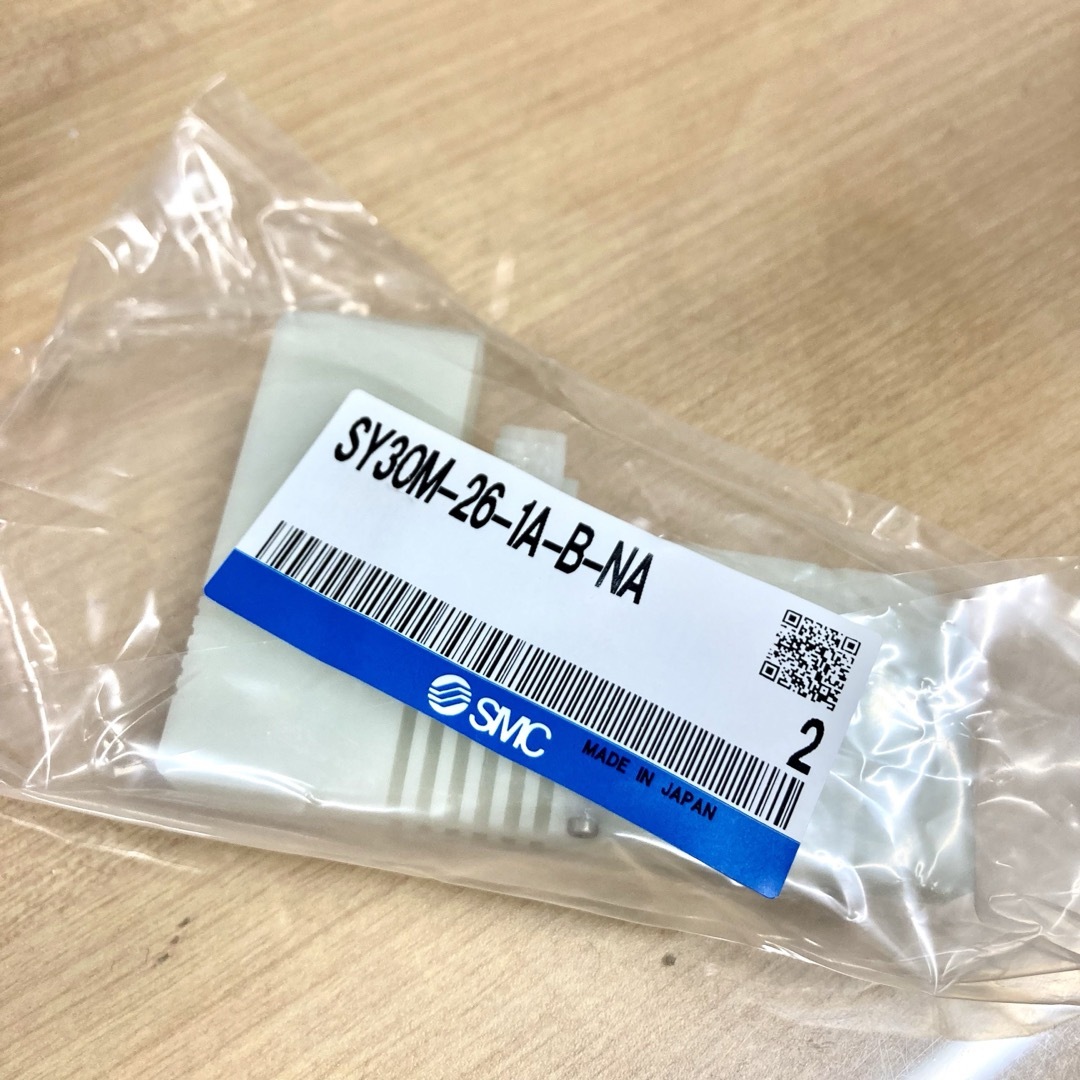 SY30M-26-1A-B-NA
2
SMC
MADE IN JAPAN